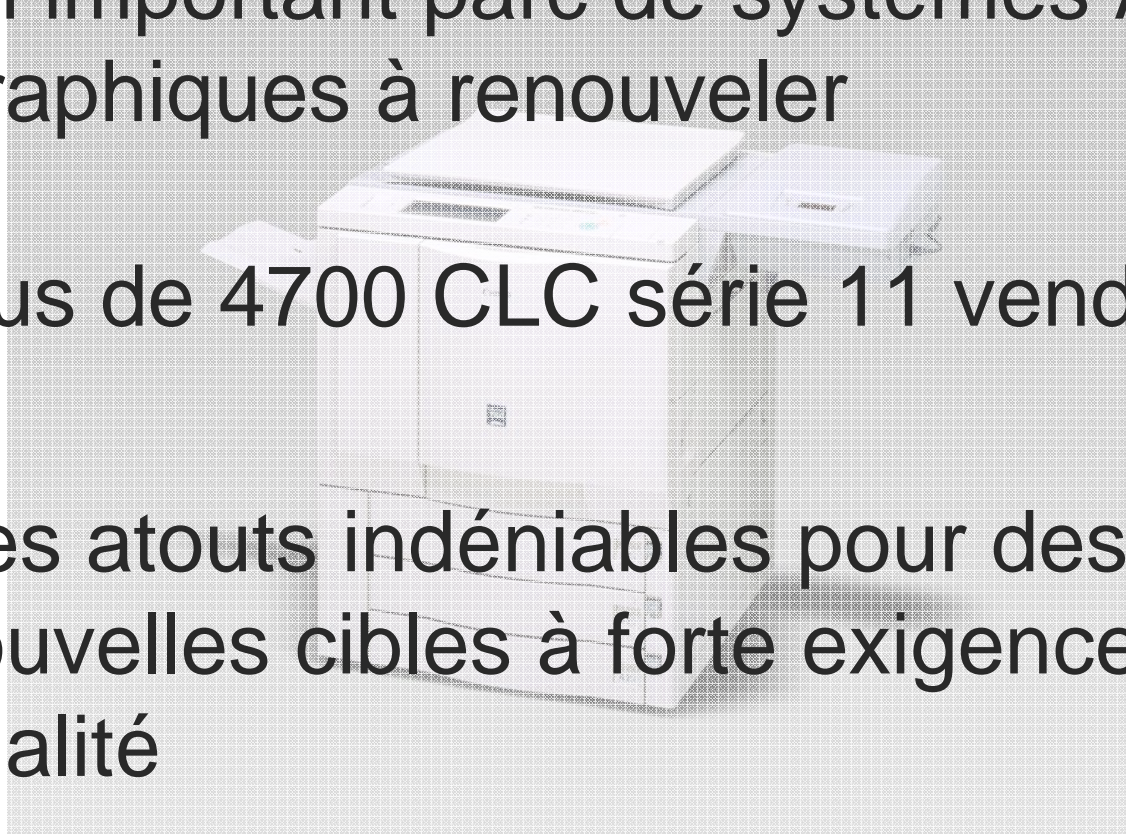 important parc de systèmes
raphiques à renouveler
us de 4700 CLC série 11 vend
es atouts indéniables pour des
ouvelles cibles à forte exigence
alité